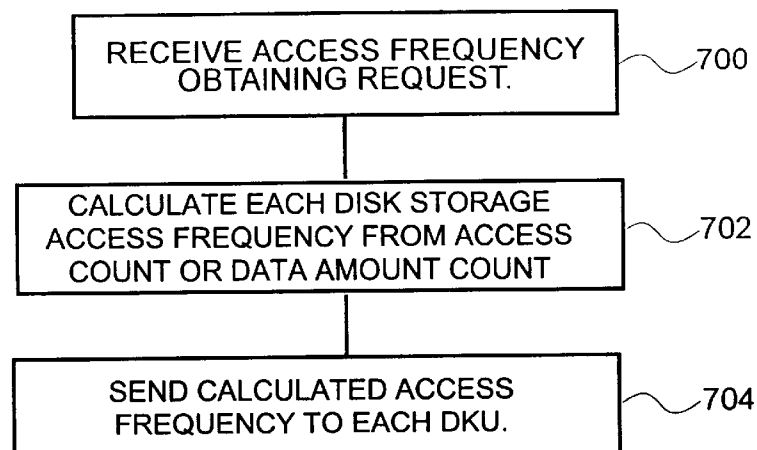 RECEIVE ACCESS FREQUENCY
OBTAINING REQUEST.
700
CALCULATE EACH DISK STORAGE
ACCESS FREQUENCY FROM ACCESS
COUNT OR DATA AMOUNT COUNT
702
SEND CALCULATED ACCESS
FREQUENCY TO EACH DKU.
704